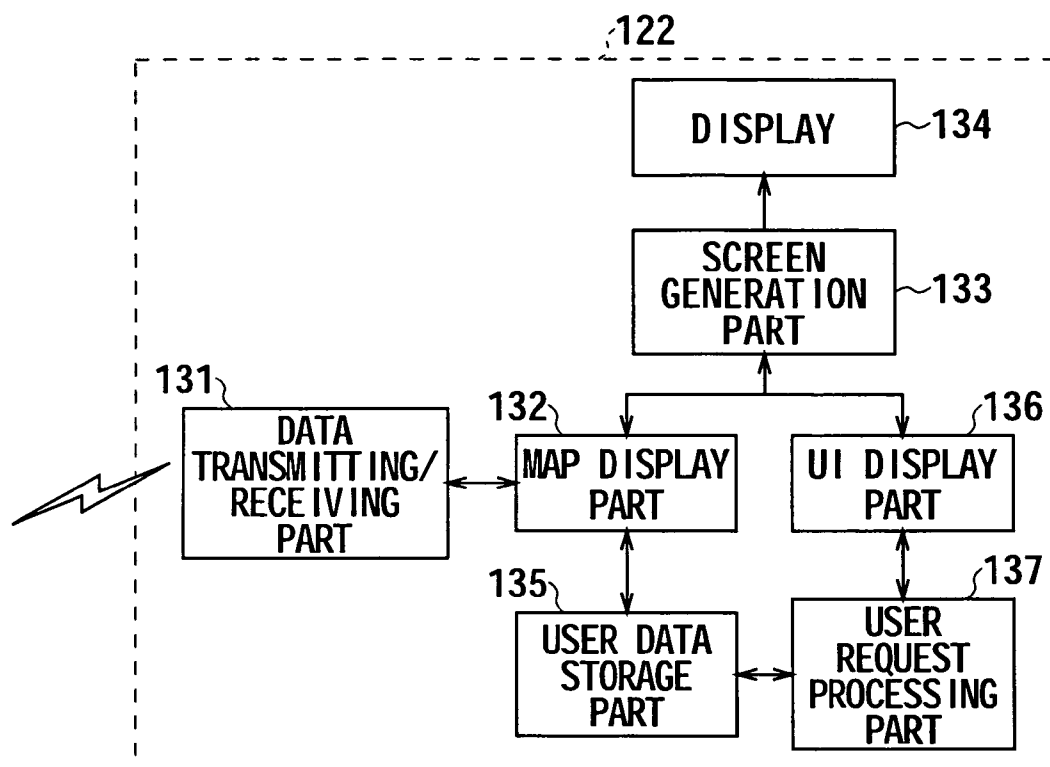 122
DISPLAY
134
SCREEN
GENERATION
PART
133
131
DATA
TRANSMITTING/
RECEIVING
PART
132
MAP DISPLAY
PART
136
UI DISPLAY
PART
135
USER DATA
STORAGE
PART
137
USER
REQUEST
PROCESSING
PART